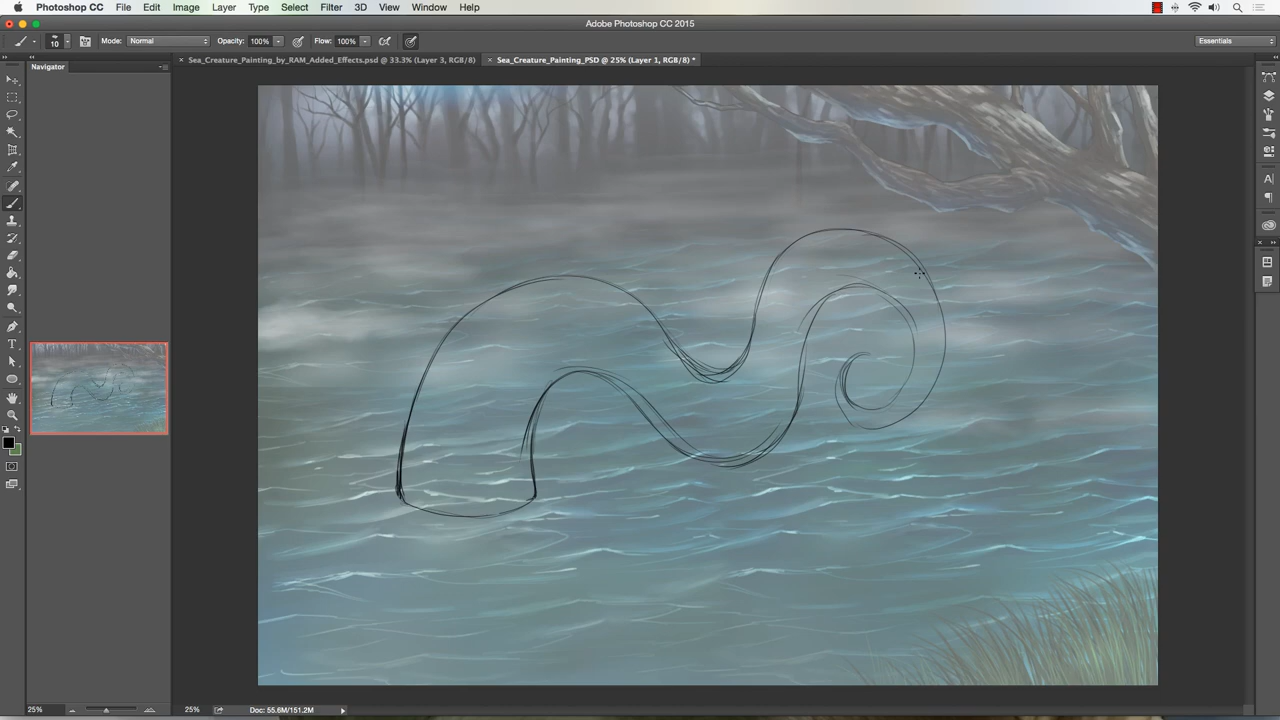 Photoshop CC File Edit Image Layer Type Select Filter 3D View Window Help
Adobe Photoshop CC 2015
10 Mode: Normal Opacity: 100% Flow: 100% Essentials
Sea_Creature_Painting_by_RAM_Added_Effects.psd @ 33.3% (Layer 3, RGB/8)
Sea_Creature_Painting_PSD @ 25% (Layer 1, RGB/8) *
Navigator
25%
25% Doc: 55.6M/151.2M